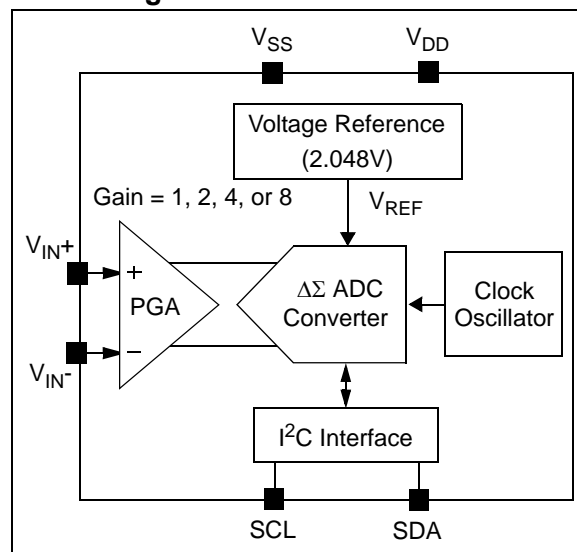 V_SS V_DD
Voltage Reference
(2.048V)
Gain = 1, 2, 4, or 8
V_REF
V_IN+
+
PGA
−
V_IN-
ΔΣ ADC
Converter
Clock
Oscillator
I²C Interface
SCL SDA